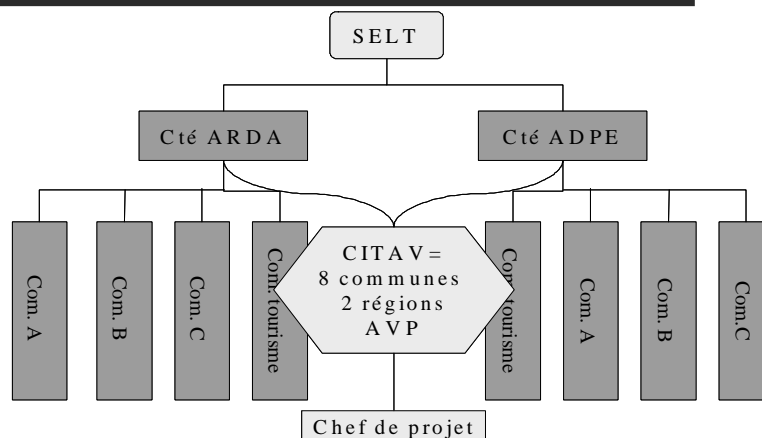 SELT
Cté ARDA
Cté ADPE
Com. A
Com. B
Com. C
Com. tourisme
CITAV=
8 communes
2 régions
AVP
Com. tourisme
Com. A
Com. B
Com.C
Chef de projet